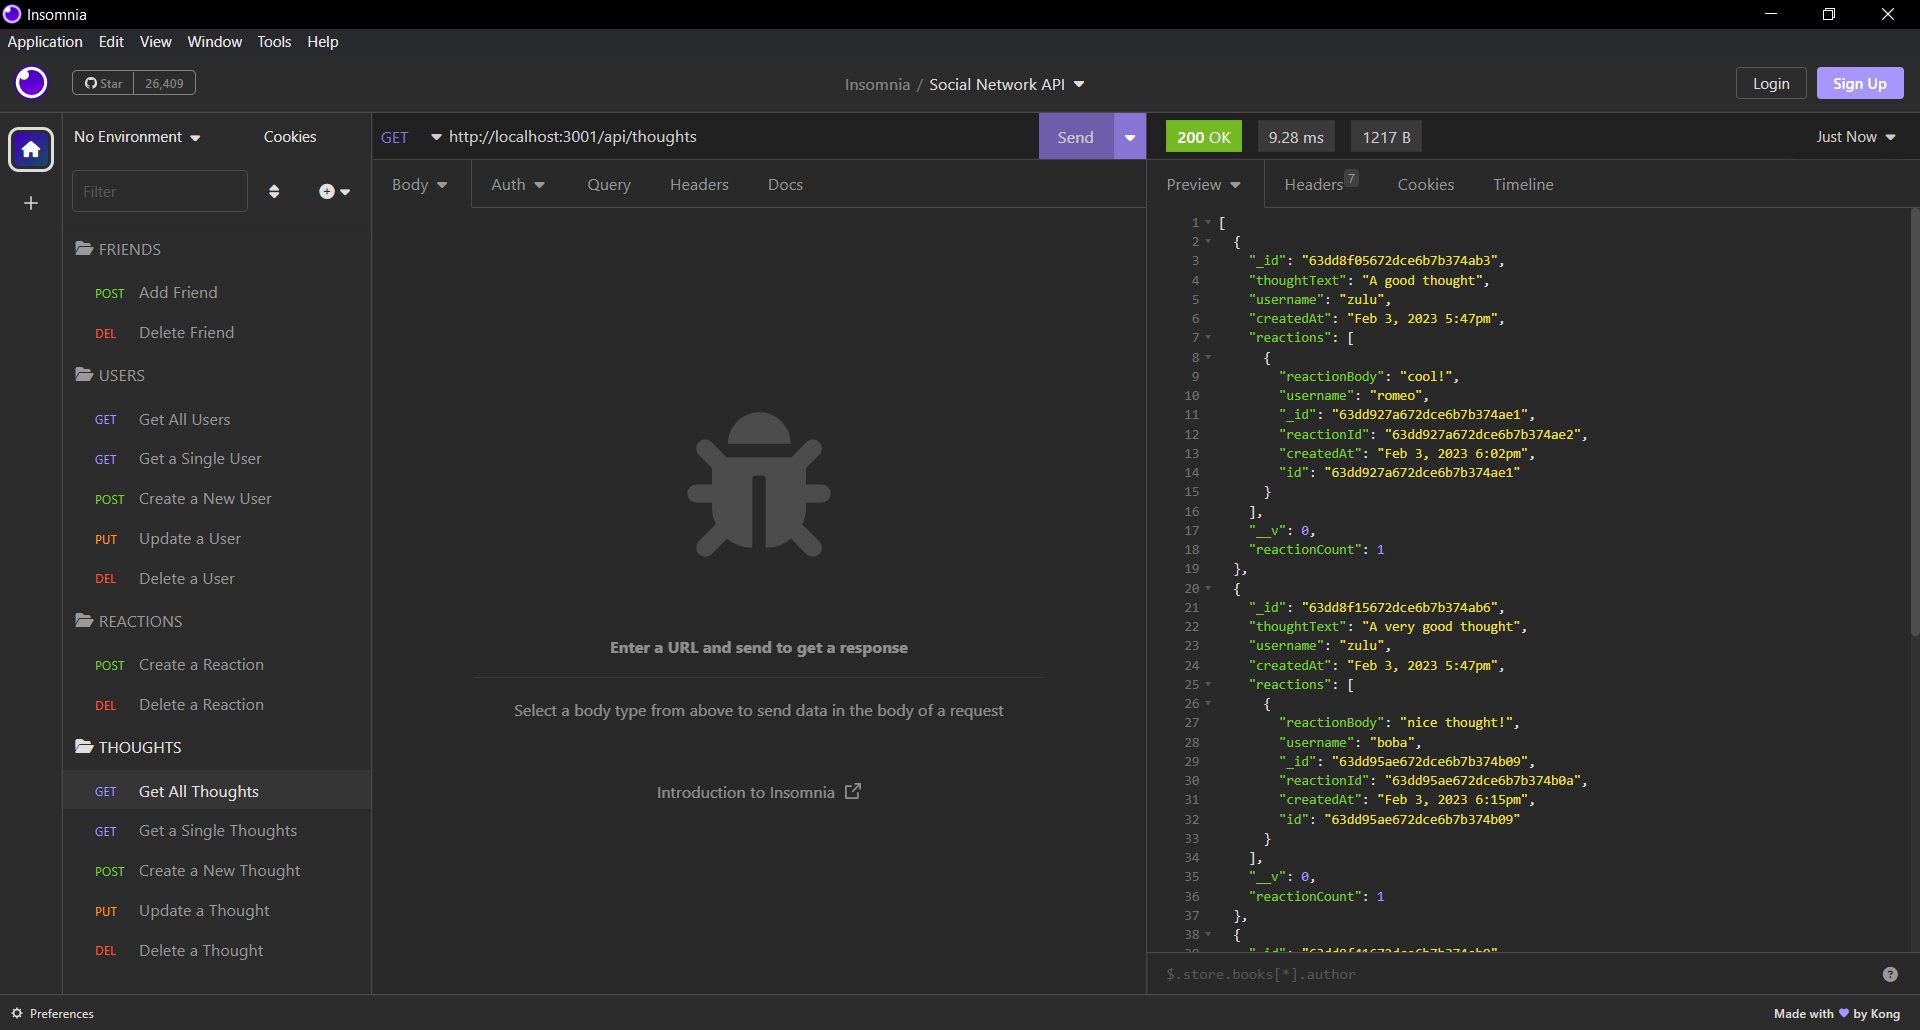 Insomnia
Application Edit View Window Tools Help
Star 26,409
Insomnia / Social Network API
Login Sign Up
No Environment Cookies
Filter
FRIENDS
POST Add Friend
DEL Delete Friend
USERS
GET Get All Users
GET Get a Single User
POST Create a New User
PUT Update a User
DEL Delete a User
REACTIONS
POST Create a Reaction
DEL Delete a Reaction
THOUGHTS
GET Get All Thoughts
GET Get a Single Thoughts
POST Create a New Thought
PUT Update a Thought
DEL Delete a Thought
GET http://localhost:3001/api/thoughts Send
Body Auth Query Headers Docs
Enter a URL and send to get a response
Select a body type from above to send data in the body of a request
Introduction to Insomnia
200 OK 9.28 ms 1217 B Just Now
Preview Headers 7 Cookies Timeline
1 [
2 {
3 "_id": "63dd8f05672dce6b7b374ab3",
4 "thoughtText": "A good thought",
5 "username": "zulu",
6 "createdAt": "Feb 3, 2023 5:47pm",
7 "reactions": [
8 {
9 "reactionBody": "cool!",
10 "username": "romeo",
11 "_id": "63dd927a672dce6b7b374ae1",
12 "reactionId": "63dd927a672dce6b7b374ae2",
13 "createdAt": "Feb 3, 2023 6:02pm",
14 "id": "63dd927a672dce6b7b374ae1"
15 }
16 ],
17 "__v": 0,
18 "reactionCount": 1
19 },
20 {
21 "_id": "63dd8f15672dce6b7b374ab6",
22 "thoughtText": "A very good thought",
23 "username": "zulu",
24 "createdAt": "Feb 3, 2023 5:47pm",
25 "reactions": [
26 {
27 "reactionBody": "nice thought!",
28 "username": "boba",
29 "_id": "63dd95ae672dce6b7b374b09",
30 "reactionId": "63dd95ae672dce6b7b374b0a",
31 "createdAt": "Feb 3, 2023 6:15pm",
32 "id": "63dd95ae672dce6b7b374b09"
33 }
34 ],
35 "__v": 0,
36 "reactionCount": 1
37 },
38 {
$.store.books[*].author
Preferences
Made with by Kong